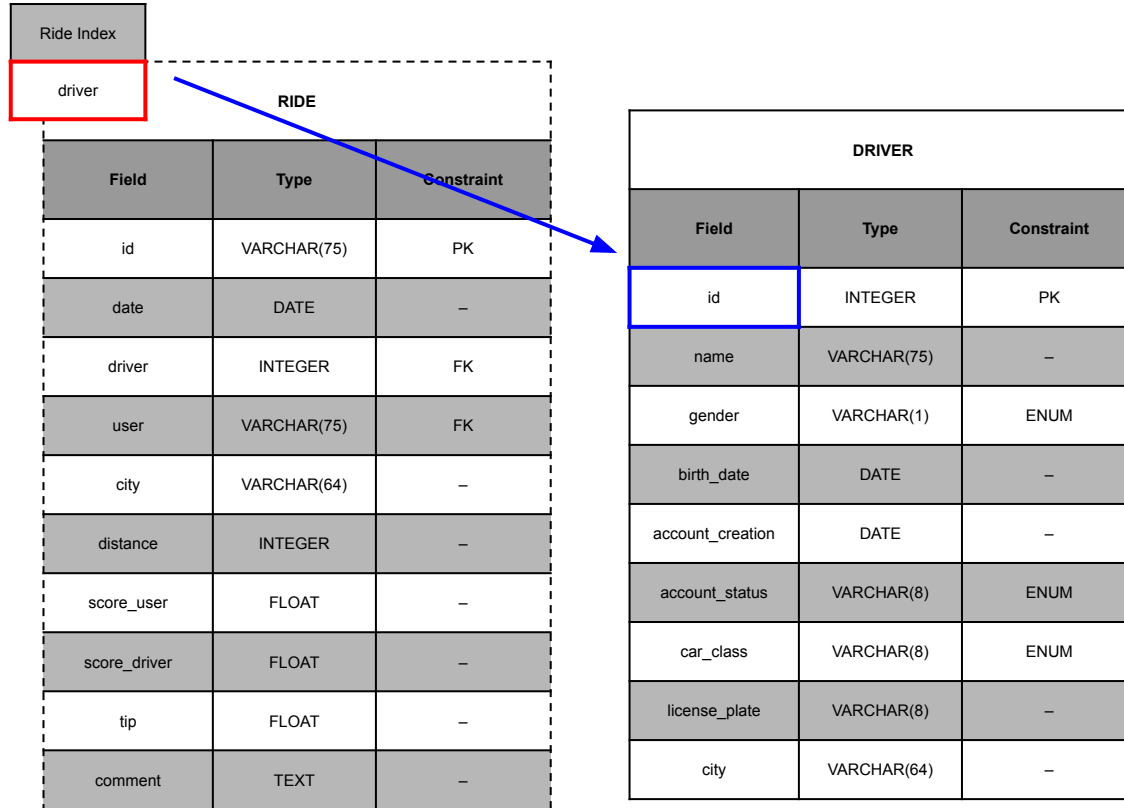 Ride Index
driver
RIDE
Field Type Constraint
id VARCHAR(75) PK
date DATE –
driver INTEGER FK
user VARCHAR(75) FK
city VARCHAR(64) –
distance INTEGER –
score_user FLOAT –
score_driver FLOAT –
tip FLOAT –
comment TEXT –
DRIVER
Field Type Constraint
id INTEGER PK
name VARCHAR(75) –
gender VARCHAR(1) ENUM
birth_date DATE –
account_creation DATE –
account_status VARCHAR(8) ENUM
car_class VARCHAR(8) ENUM
license_plate VARCHAR(8) –
city VARCHAR(64) –